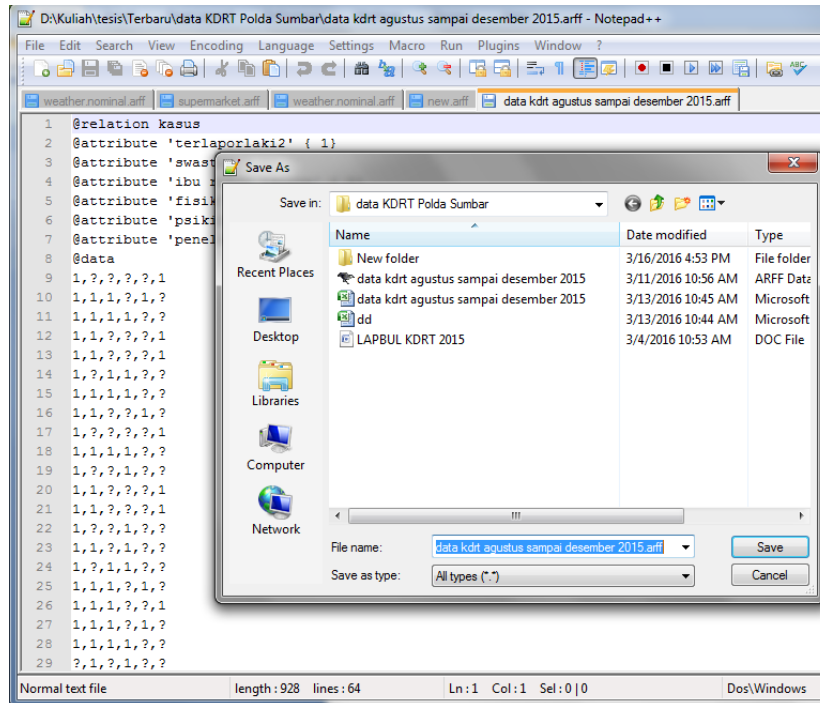 D:\Kuliah\tesis\Terbaru\data KDRT Polda Sumbar\data kdrt agustus sampai desember 2015.arff - Notepad++
File Edit Search View Encoding Language Settings Macro Run Plugins Window ?
weather.nominal.arff supermarket.arff weather.nominal.arff new.arff data kdrt agustus sampai desember 2015.arff
1 @relation kasus
2 @attribute 'terlaporlaki2' { 1}
3 @attribute 'swast
4 @attribute 'ibu
5 @attribute 'fisik
6 @attribute 'psiki
7 @attribute 'penel
8 @data
9 1,?,?,?,?,1
10 1,1,1,?,1,?
11 1,1,1,1,?,?
12 1,1,?,?,?,1
13 1,1,?,?,?,1
14 1,?,1,1,?,?
15 1,1,1,1,?,?
16 1,1,?,?,1,?
17 1,?,?,?,?,1
18 1,1,1,1,?,?
19 1,?,?,1,?,?
20 1,1,?,?,?,1
21 1,1,?,?,?,1
22 1,?,?,1,?,?
23 1,1,?,1,?,?
24 1,?,1,1,?,?
25 1,1,1,?,1,?
26 1,1,1,?,?,1
27 1,1,1,?,1,?
28 1,1,1,1,?,?
29 ?,1,?,1,?,?
Save As
Save in: data KDRT Polda Sumbar
Recent Places
Desktop
Libraries
Computer
Network
Name Date modified Type
New folder 3/16/2016 4:53 PM File folder
data kdrt agustus sampai desember 2015 3/11/2016 10:56 AM ARFF Data
data kdrt agustus sampai desember 2015 3/13/2016 10:45 AM Microsoft
dd 3/13/2016 10:44 AM Microsoft
LAPBUL KDRT 2015 3/4/2016 10:53 AM DOC File
File name: data kdrt agustus sampai desember 2015.arff Save
Save as type: All types (*.*) Cancel
Normal text file length : 928 lines : 64 Ln : 1 Col : 1 Sel : 0 | 0 Dos\Windows